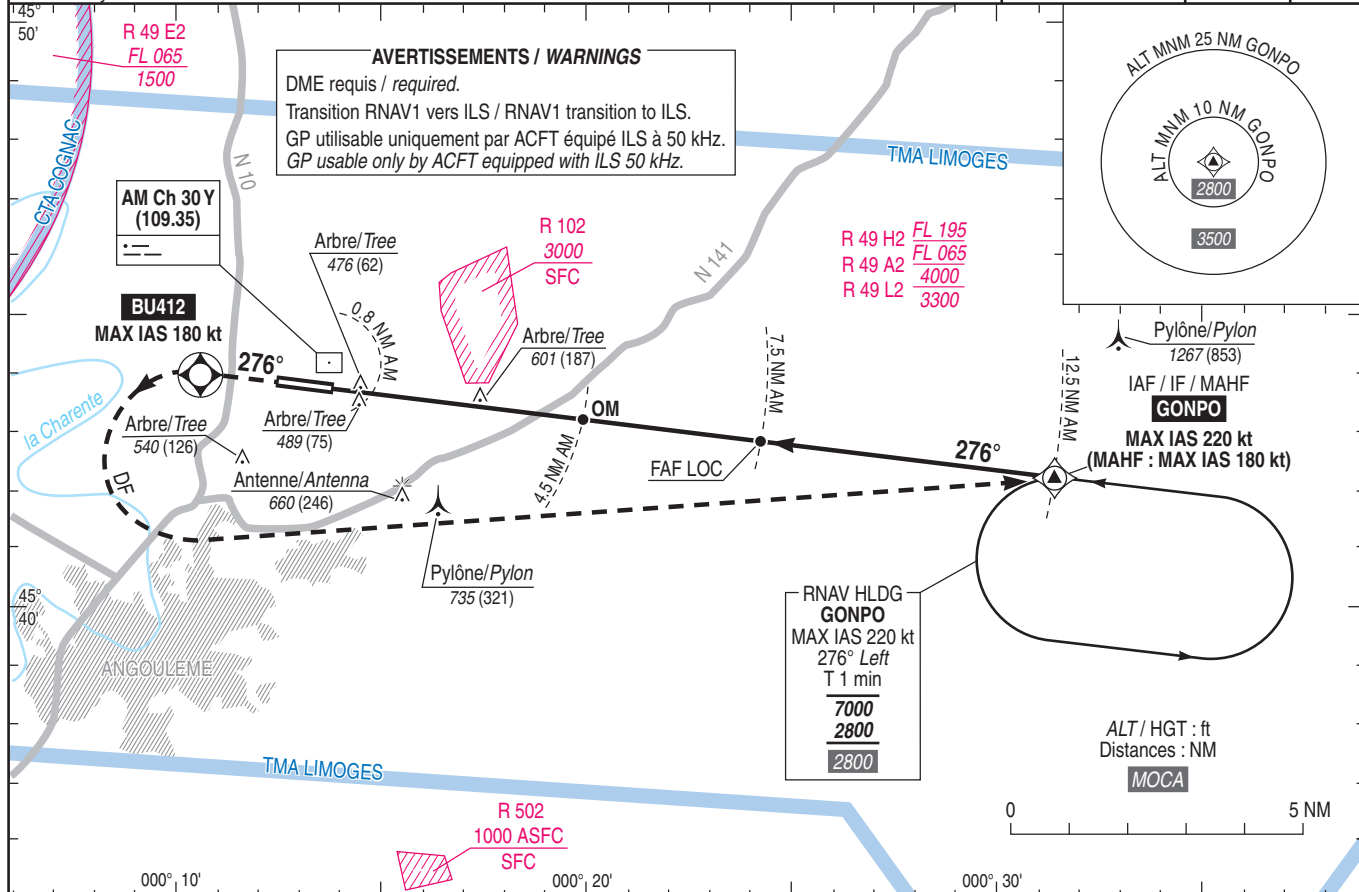 45°
50'
R 49 E2
FL 065
1500
AVERTISSEMENTS / WARNINGS
DME requis / required.
Transition RNAV1 vers ILS / RNAV1 transition to ILS.
GP utilisable uniquement par ACFT équipé ILS à 50 kHz.
GP usable only by ACFT equipped with ILS 50 kHz.
ALT MNM 25 NM GONPO
ALT MNM 10 NM GONPO
2800
3500
CTA COGNAC
N 10
TMA LIMOGES
AM Ch 30 Y
(109.35)
Arbre/Tree
476 (62)
R 102
3000
SFC
N 141
R 49 H2 FL 195
R 49 A2 FL 065
4000
R 49 L2 3300
BU412
MAX IAS 180 kt
0.8 NM AM
Arbre/Tree
601 (187)
7.5 NM AM
12.5 NM AM
Pylône/Pylon
1267 (853)
276°
IAF / IF / MAHF
GONPO
MAX IAS 220 kt
(MAHF : MAX IAS 180 kt)
la Charente
Arbre/Tree
540 (126)
Arbre/Tree
489 (75)
OM
276°
FAF LOC
DF
Antenne/Antenna
660 (246)
4.5 NM AM
Pylône/Pylon
735 (321)
45°
40'
ANGOULEME
RNAV HLDG
GONPO
MAX IAS 220 kt
276° Left
T 1 min
7000
2800
2800
ALT / HGT : ft
Distances : NM
MOCA
TMA LIMOGES
R 502
1000 ASFC
SFC
0 5 NM
000° 10'
000° 20'
000° 30'